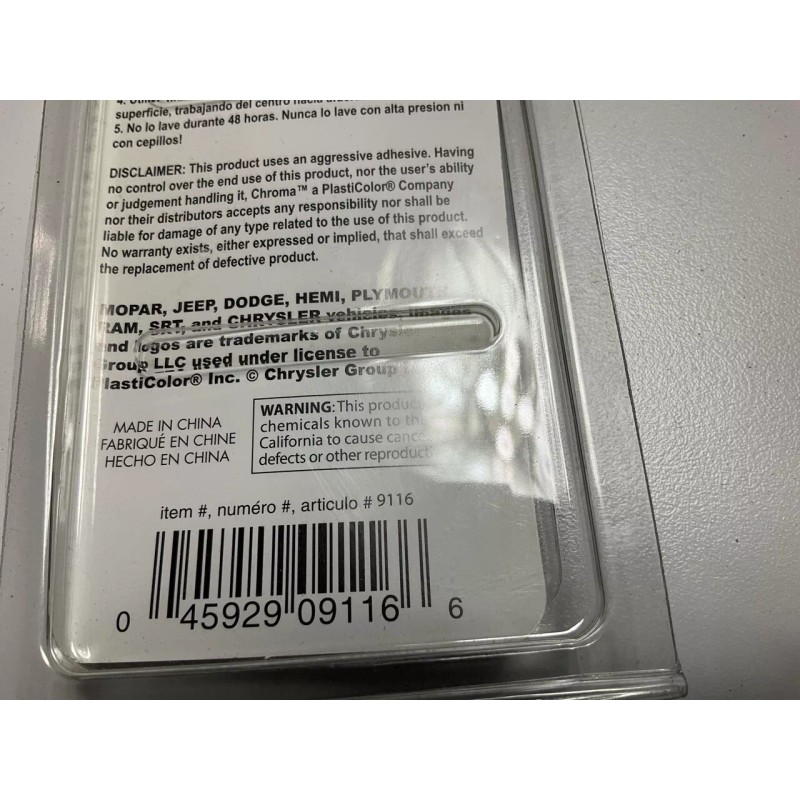 superficie, trabajando del centro hacia
5. No lo lave durante 48 horas. Nunca lo lave con alta presion ni
con cepillos!
DISCLAIMER: This product uses an aggressive adhesive. Having
no control over the end use of this product, nor the user's ability
or judgement handling it, Chroma™ a PlastiColor® Company
nor their distributors accepts any responsibility nor shall be
liable for damage of any type related to the use of this product.
No warranty exists, either expressed or implied, that shall exceed
the replacement of defective product.
MOPAR, JEEP, DODGE, HEMI, PLYMOUTH
RAM, SRT, and CHRYSLER vehicles, images
and logos are trademarks of Chrysler
Group LLC used under license to
PlastiColor® Inc. © Chrysler Group
MADE IN CHINA
FABRIQUÉ EN CHINE
HECHO EN CHINA
WARNING: This produc
chemicals known to th
California to cause cance
defects or other reproduct
item #, numéro #, articulo # 9116
0 45929 09116 6